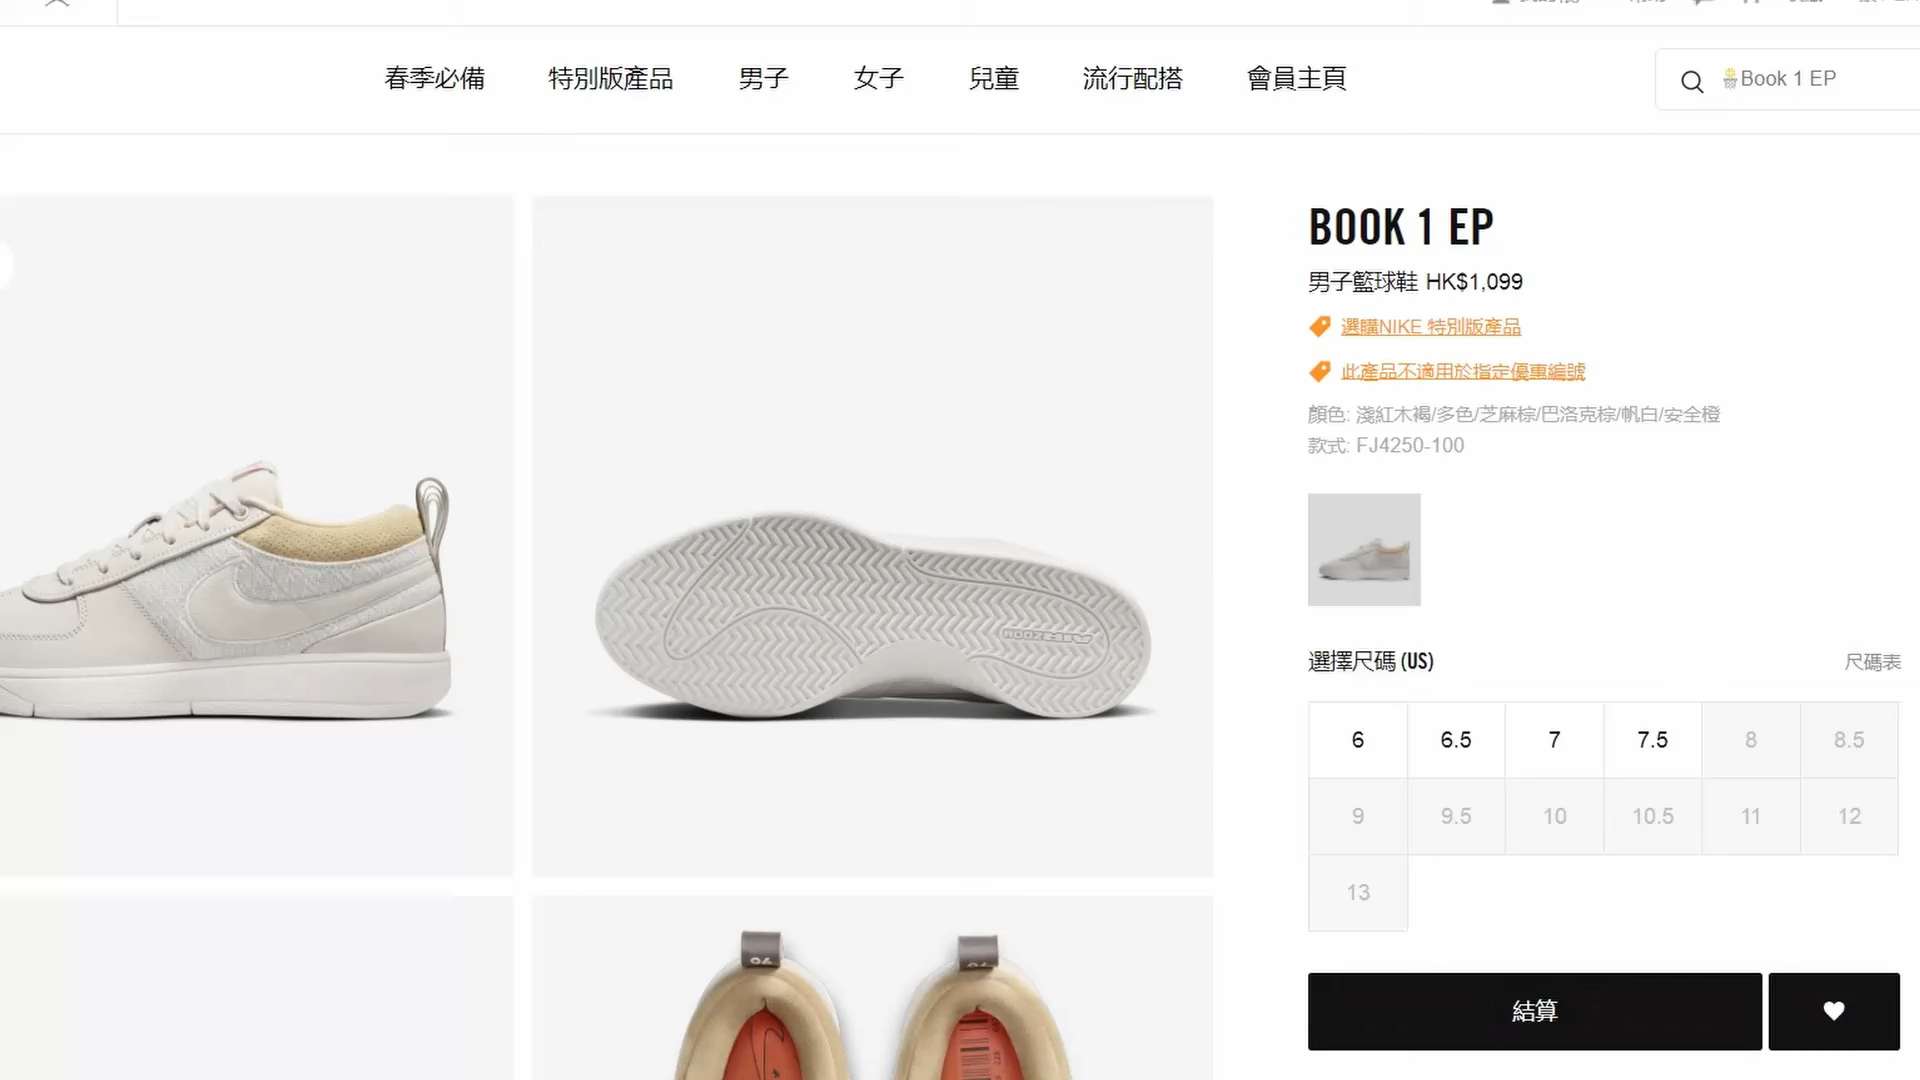 春季必備 特別版產品 男子 女子 兒童 流行配搭 會員主頁
Book 1 EP
BOOK 1 EP
男子籃球鞋 HK$1,099
選購NIKE 特別版產品
此產品不適用於指定優惠編號
顏色: 淺紅木褐/多色/芝麻棕/巴洛克棕/帆白/安全橙
款式: FJ4250-100
AIR ZOOM
選擇尺碼 (US) 尺碼表
6 6.5 7 7.5 8 8.5
9 9.5 10 10.5 11 12
13
結算